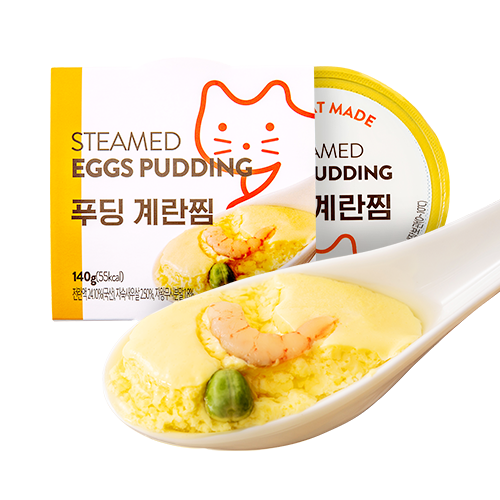 STEAMED
EGGS PUDDING
푸딩 계란찜
140g(55kcal)
AT MADE
AMED
PUDDING
계란찜